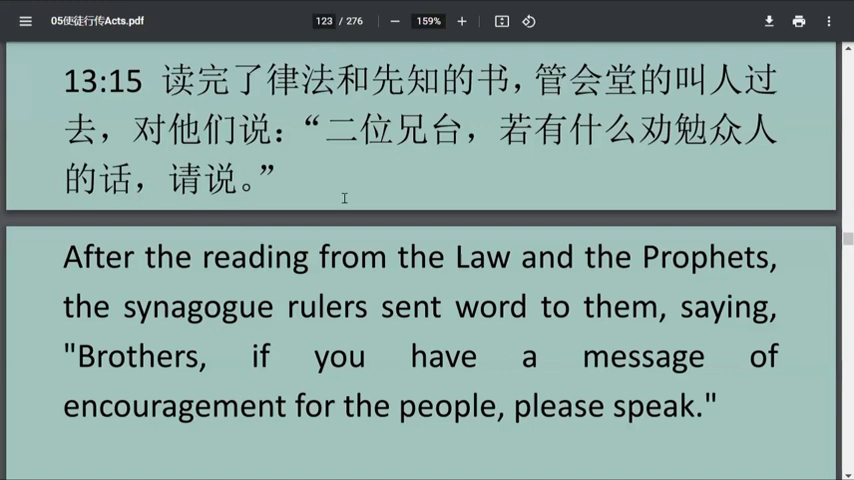 05使徒行传Acts.pdf
123 / 276
159%
13:15 读完了律法和先知的书，管会堂的叫人过
去，对他们说：“二位兄台，若有什么劝勉众人
的话，请说。”
After the reading from the Law and the Prophets,
the synagogue rulers sent word to them, saying,
"Brothers, if you have a message of
encouragement for the people, please speak."